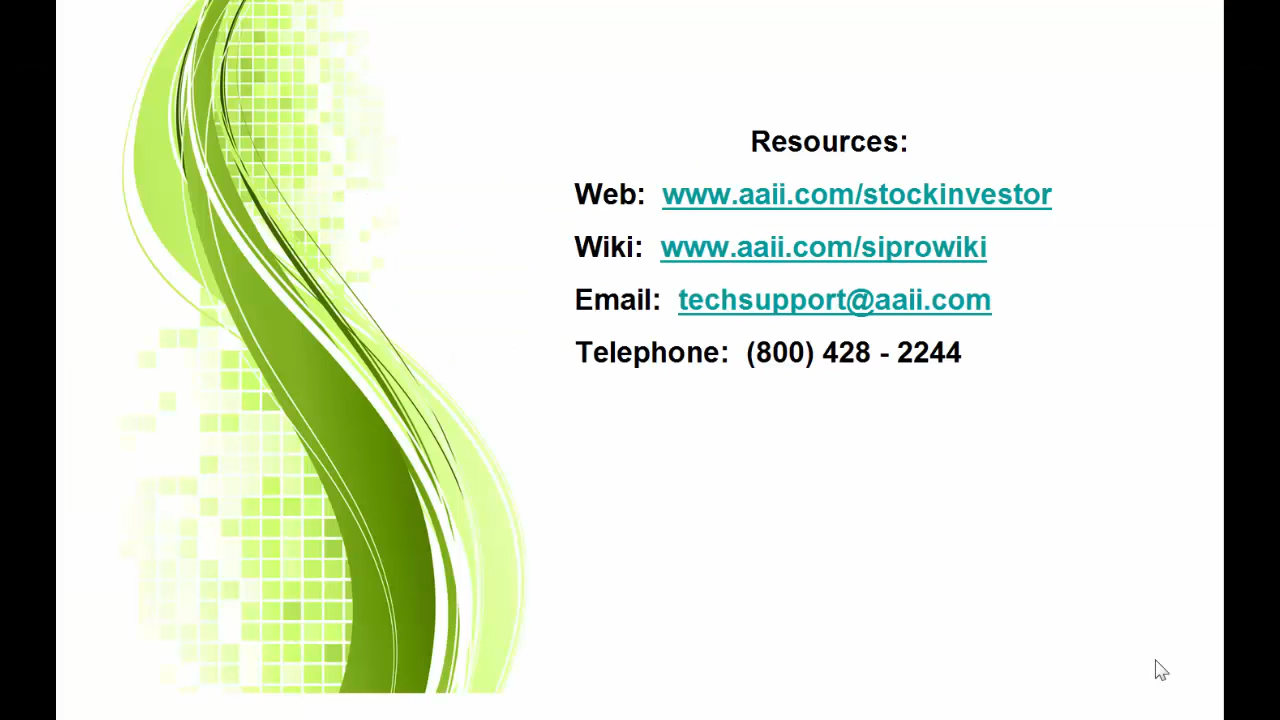 Resources:
Web: www.aaii.com/stockinvestor
Wiki: www.aaii.com/siprowiki
Email: techsupport@aaii.com
Telephone: (800) 428 - 2244